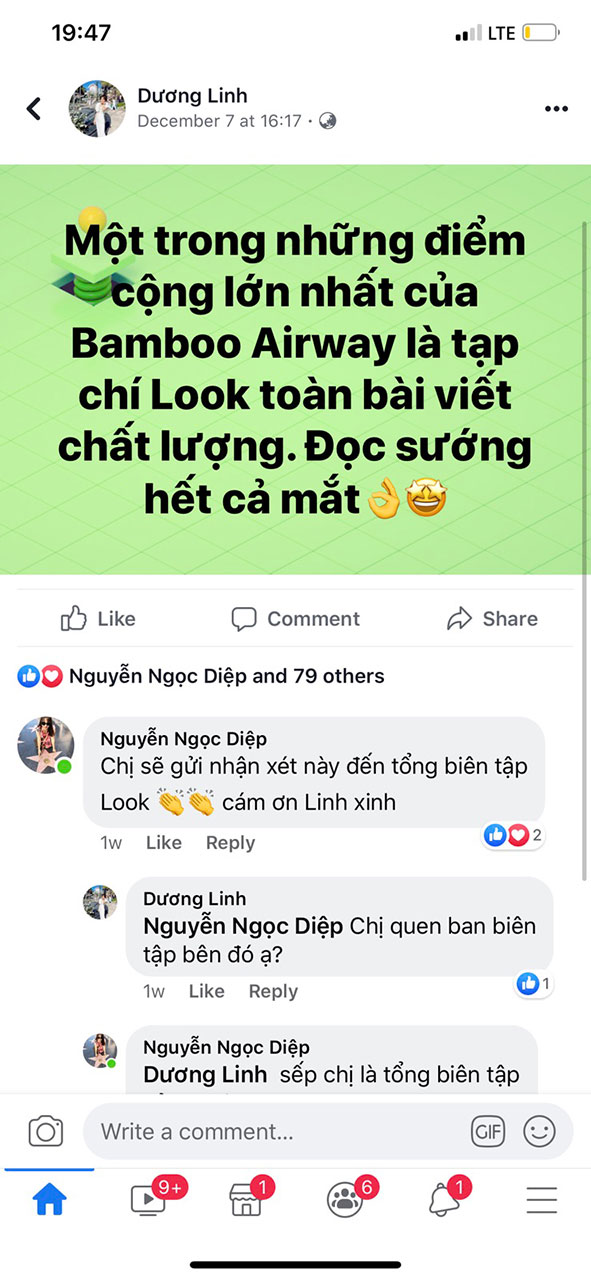 19:47
LTE
Dương Linh
December 7 at 16:17 ·
Một trong những điểm
cộng lớn nhất của
Bamboo Airway là tạp
chí Look toàn bài viết
chất lượng. Đọc sướng
hết cả mắt👌🤩
Like Comment Share
Nguyễn Ngọc Diệp and 79 others
Nguyễn Ngọc Diệp
Chị sẽ gửi nhận xét này đến tổng biên tập
Look 👏👏 cám ơn Linh xinh
1w Like Reply 2
Dương Linh
Nguyễn Ngọc Diệp Chị quen ban biên
tập bên đó ạ?
1w Like Reply 1
Nguyễn Ngọc Diệp
Dương Linh sếp chị là tổng biên tập
Write a comment...
GIF
9+ 1 6 1